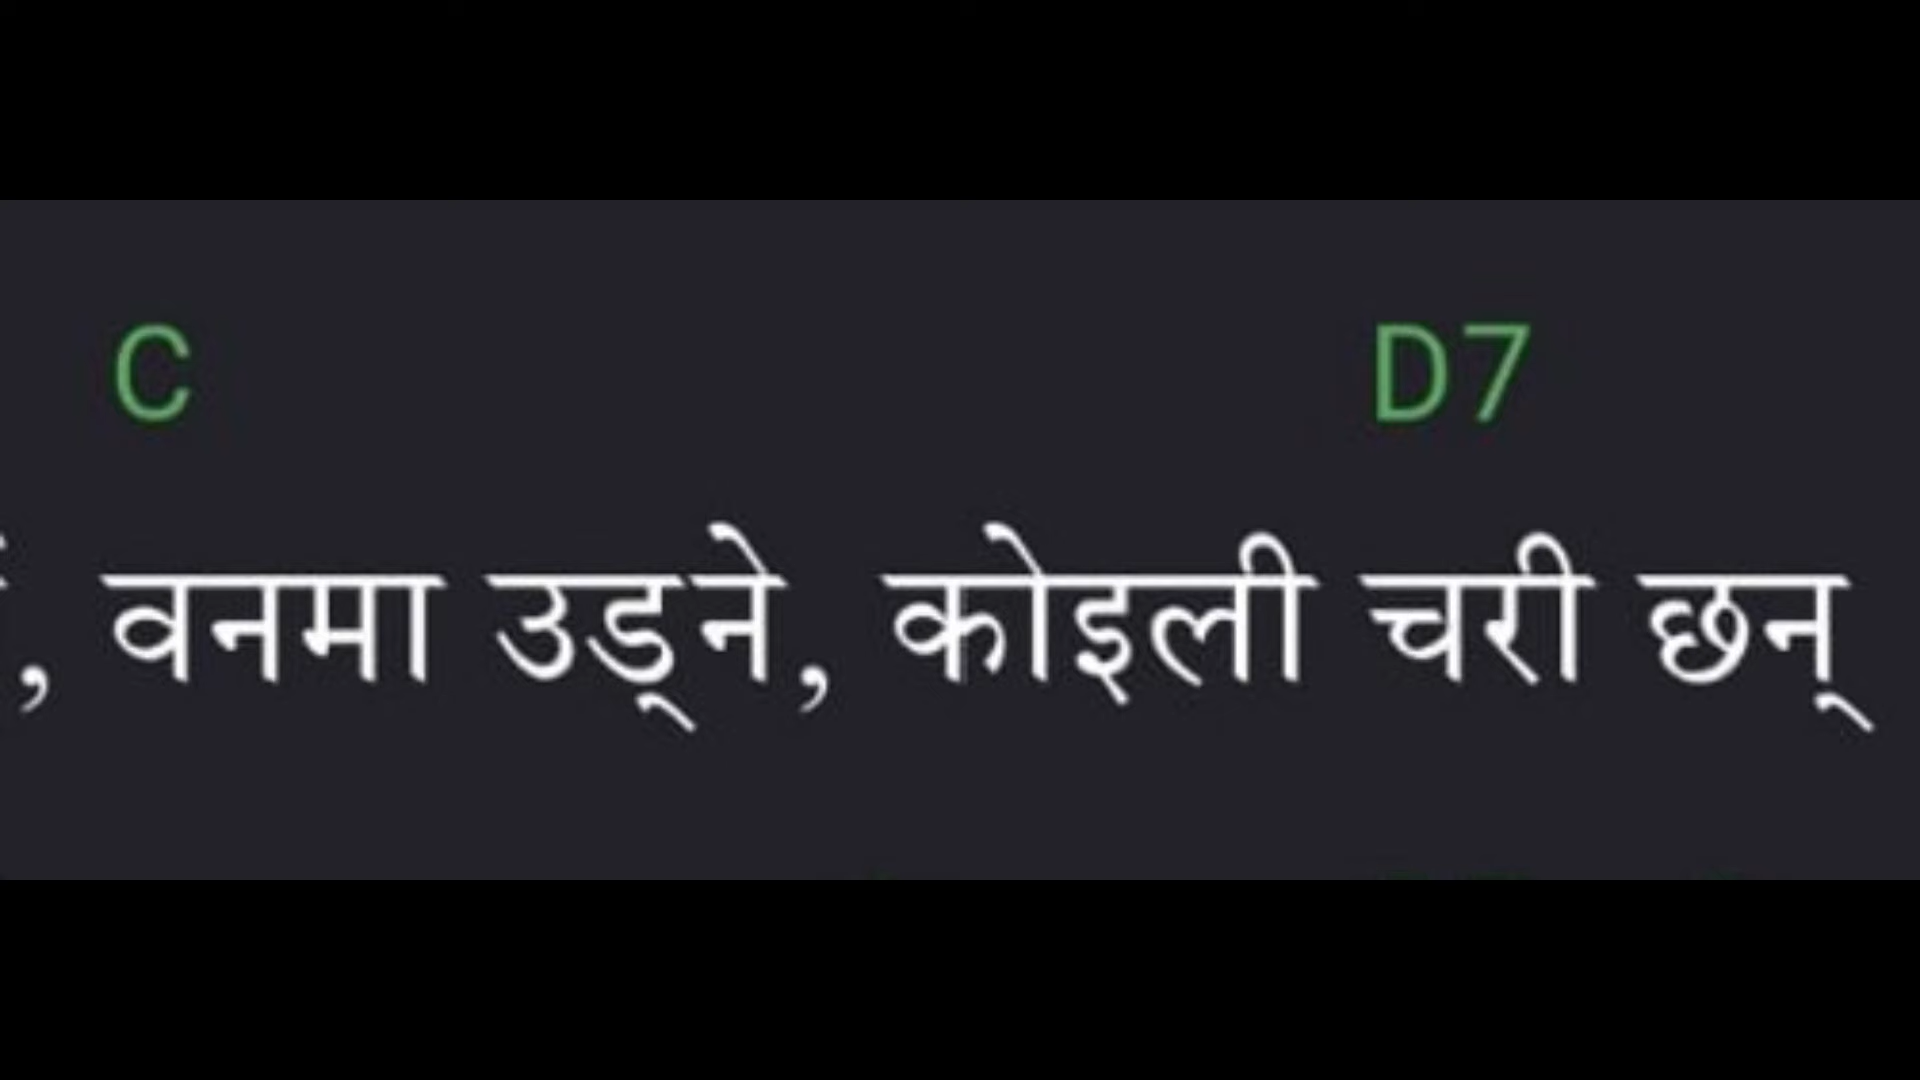 C D7
, वनमा उड्ने, कोइली चरी छन्